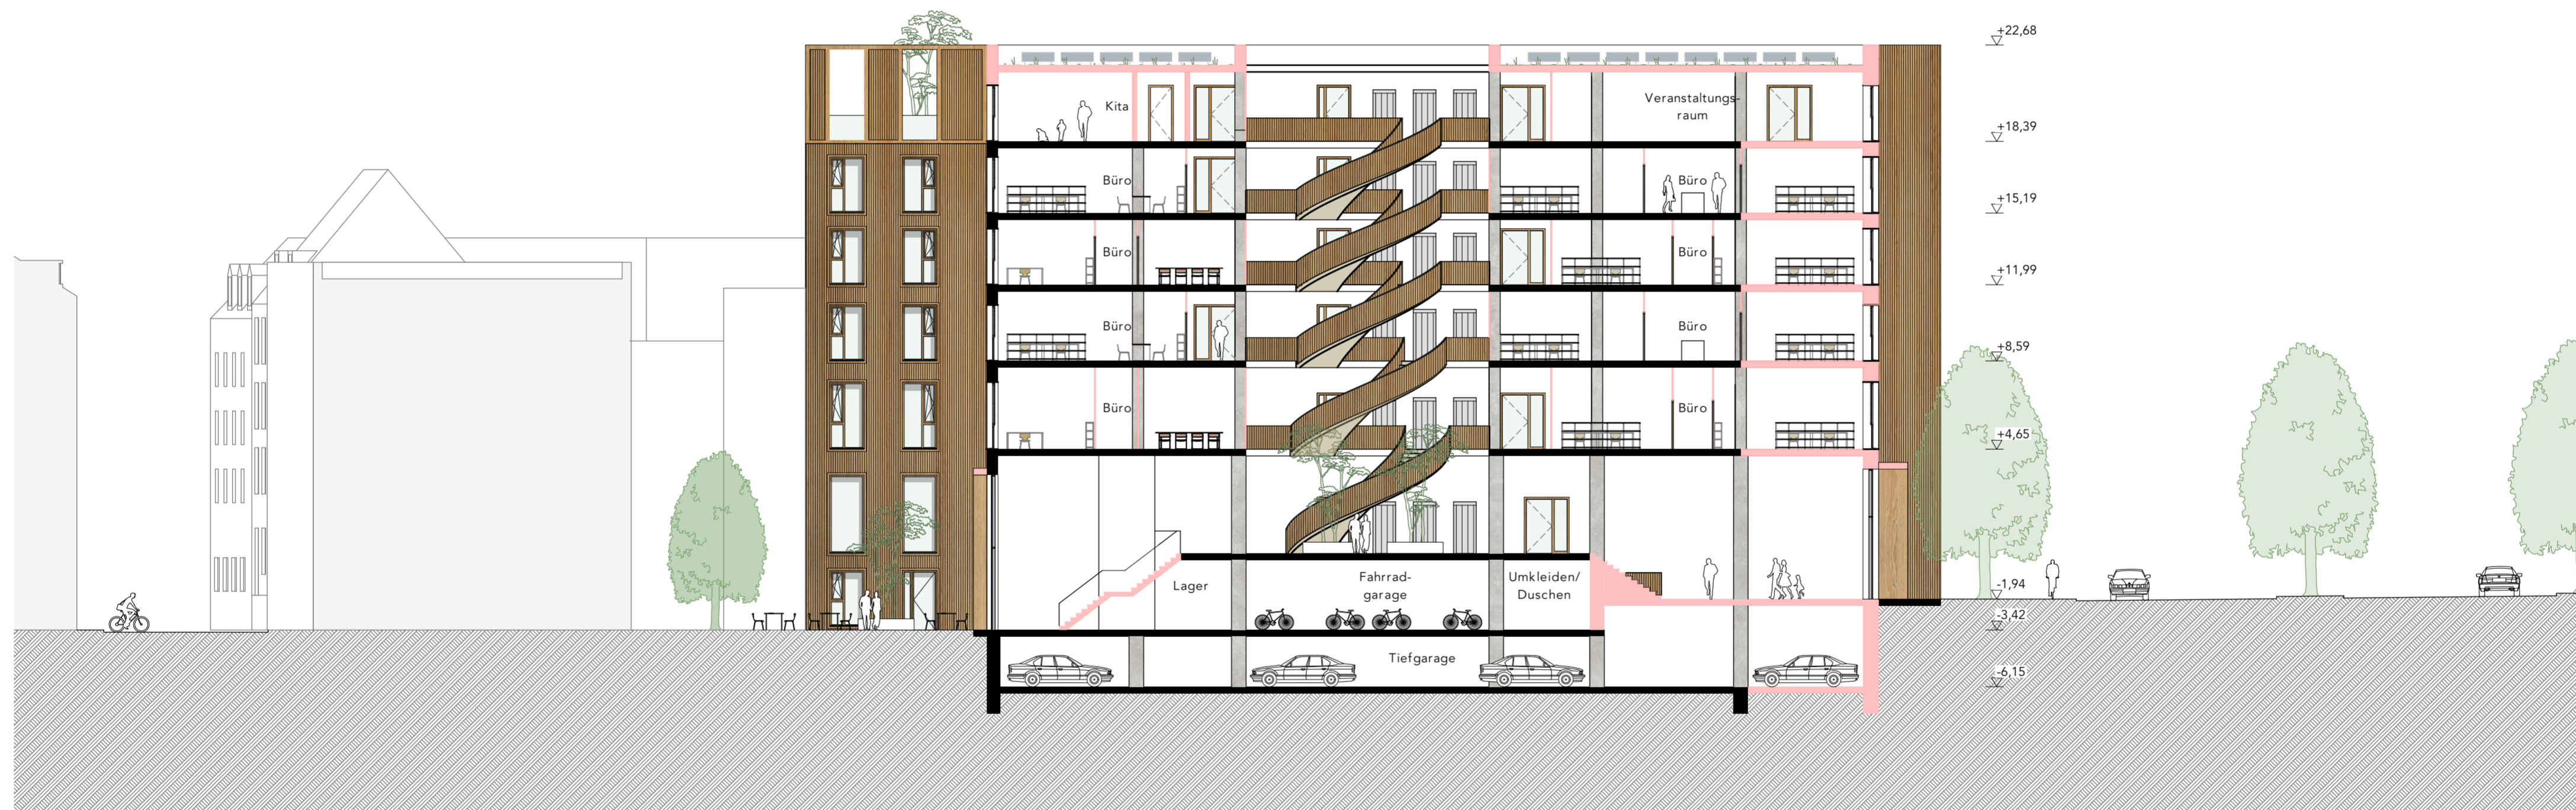 +22,68
Kita
Veranstaltungs-
raum
+18,39
Büro
Büro
+15,19
Büro
Büro
+11,99
Büro
Büro
+8,59
Büro
Büro
+4,65
Lager
Fahrrad-
garage
Umkleiden/
Duschen
-1,94
-3,42
Tiefgarage
-6,15